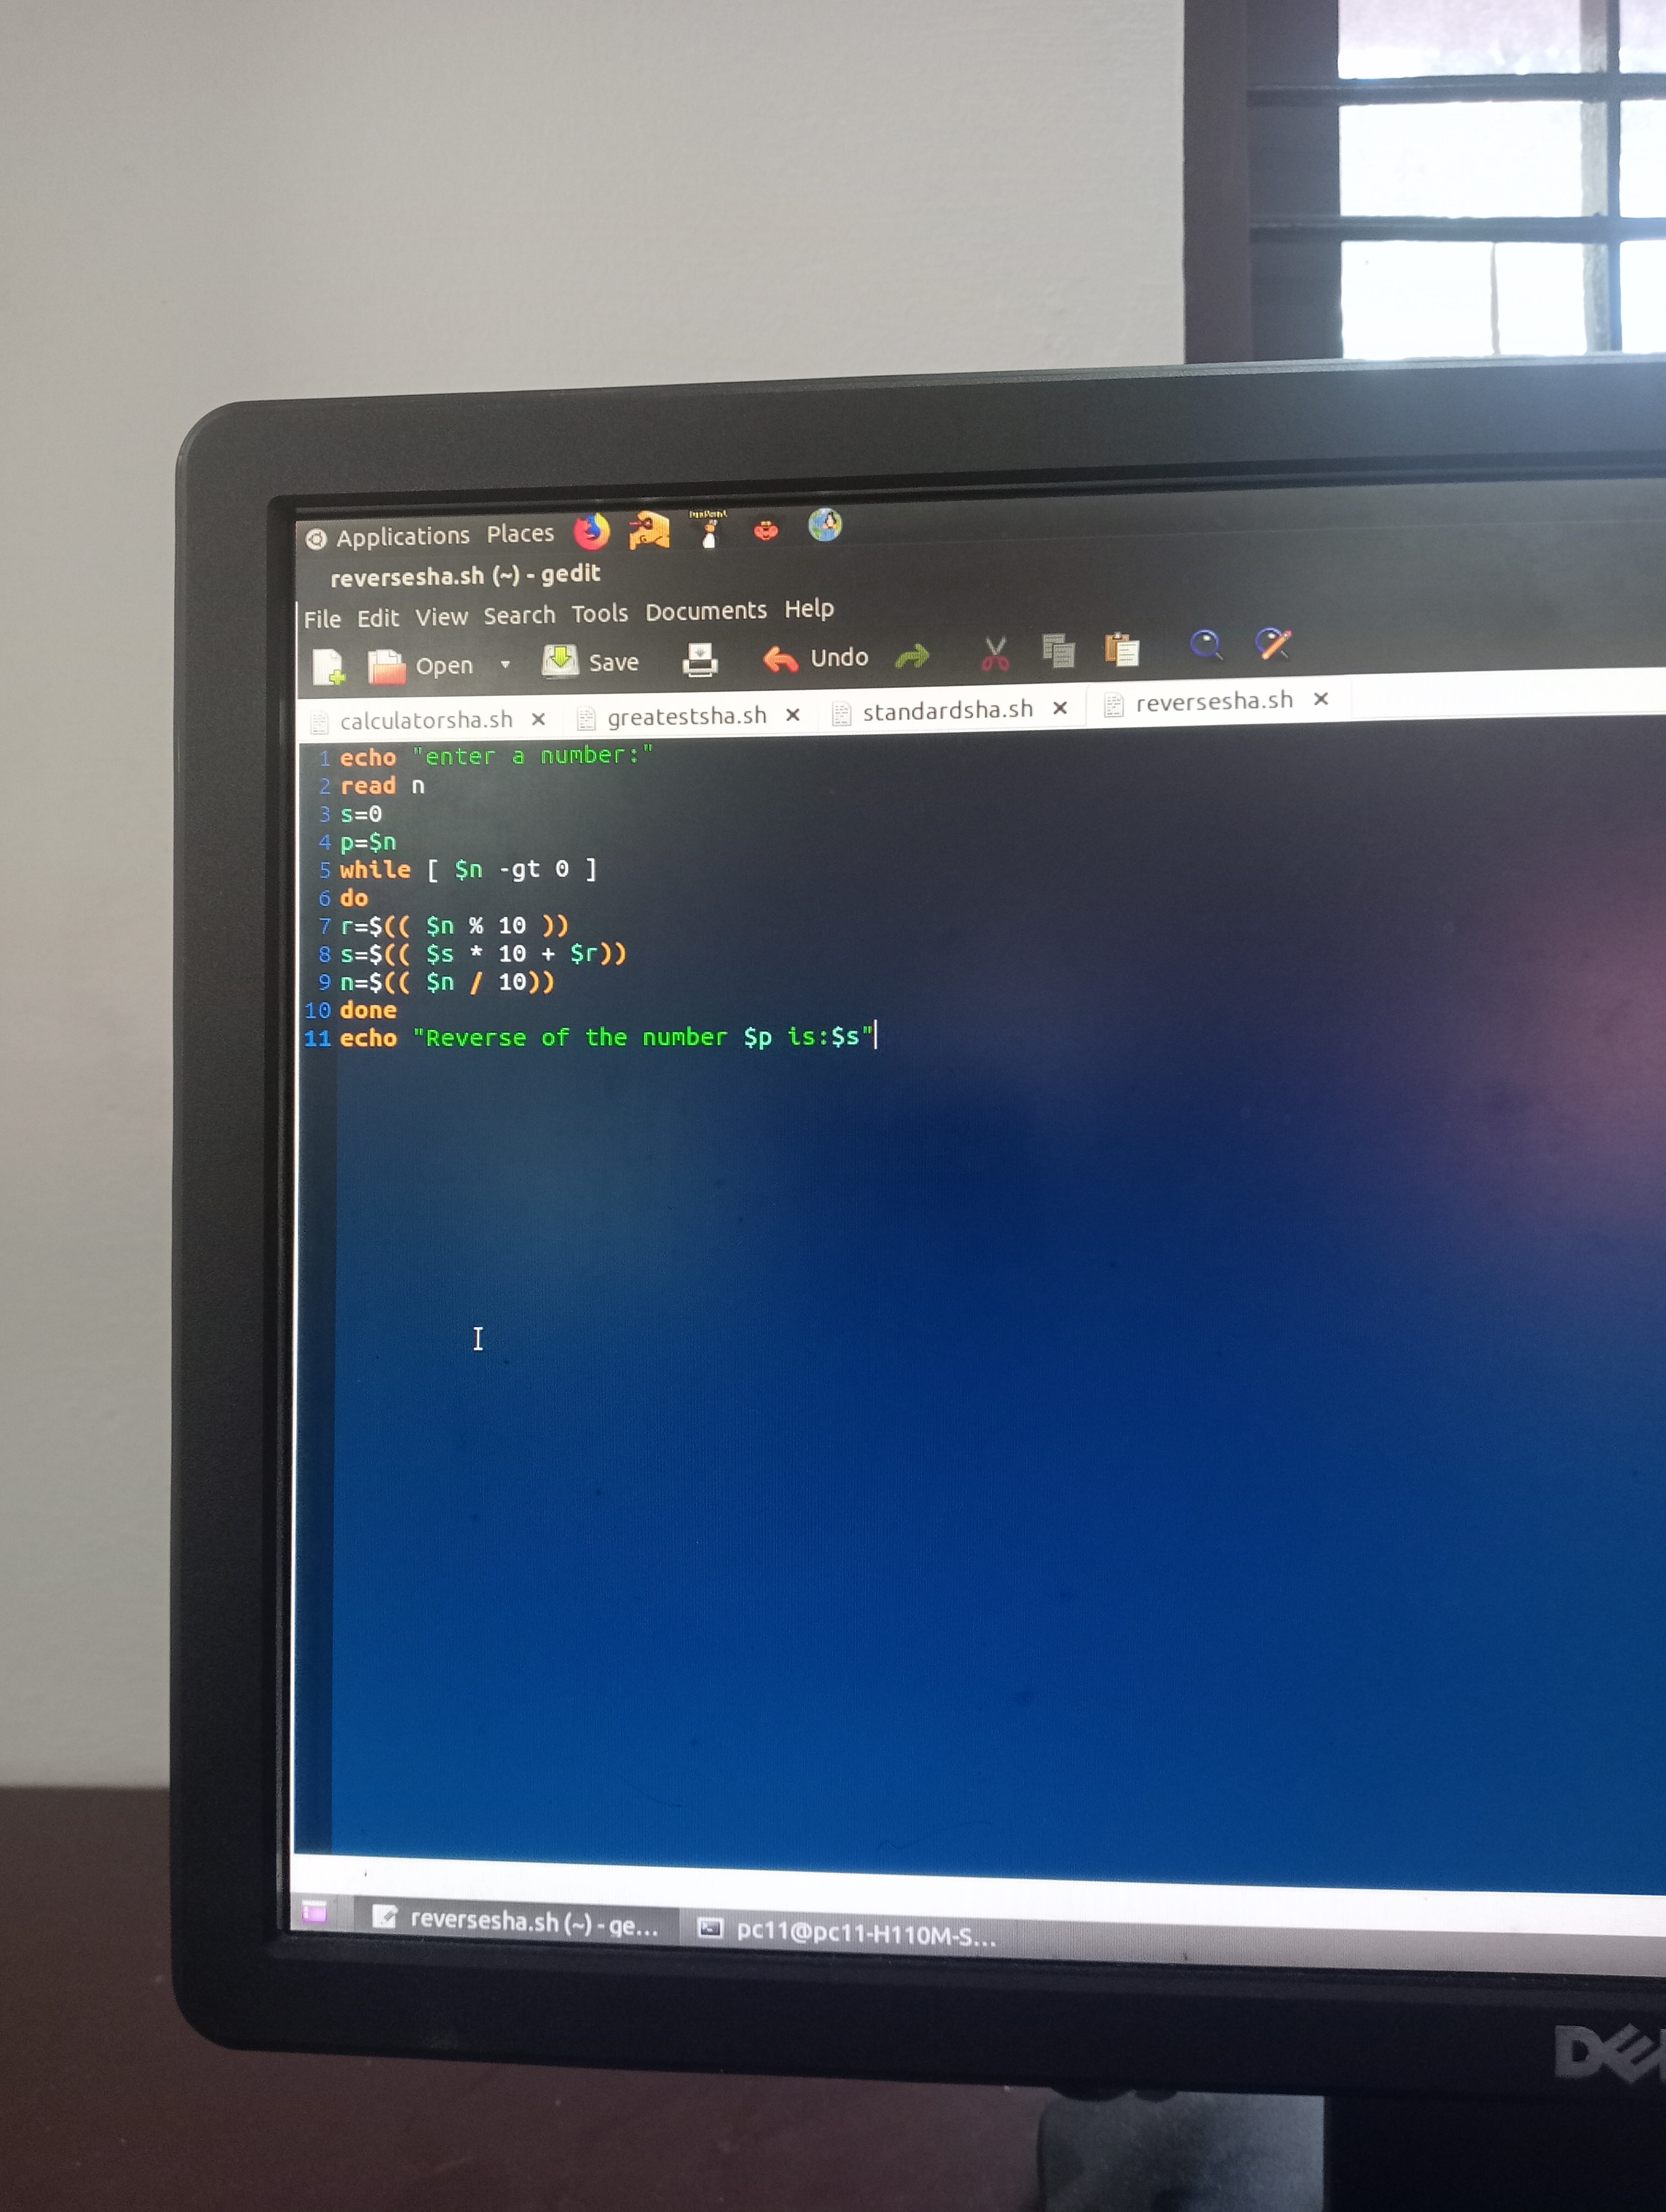 Applications Places
reversesha.sh (~) - gedit
File Edit View Search Tools Documents Help
Open Save Undo
calculatorsha.sh × greatestsha.sh × standardsha.sh × reversesha.sh ×
1 echo "enter a number:"
2 read n
3 s=0
4 p=$n
5 while [ $n -gt 0 ]
6 do
7 r=$(( $n % 10 ))
8 s=$(( $s * 10 + $r))
9 n=$(( $n / 10))
10 done
11 echo "Reverse of the number $p is:$s"
reversesha.sh (~) - ge... pc11@pc11-H110M-S...